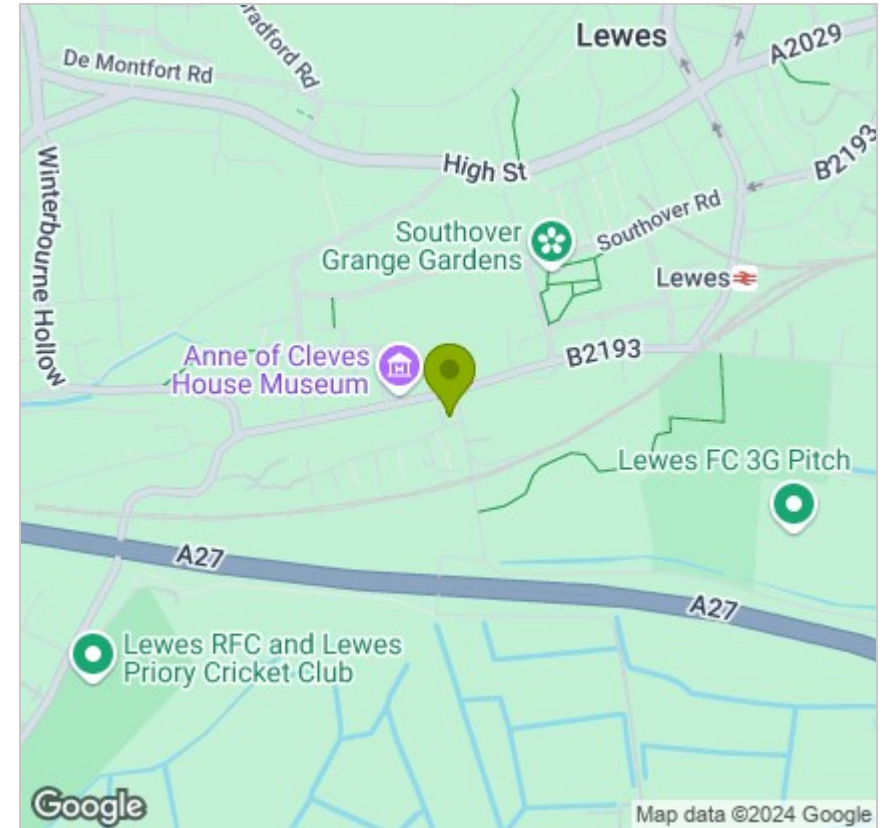 Bradford Rd
Lewes
A2029
De Montfort Rd
High St
B2193
Winterbourne Hollow
Southover
Grange Gardens
Southover Rd
Lewes
Anne of Cleves
House Museum
B2193
Lewes FC 3G Pitch
A27
A27
Lewes RFC and Lewes
Priory Cricket Club
Google
Map data ©2024 Google